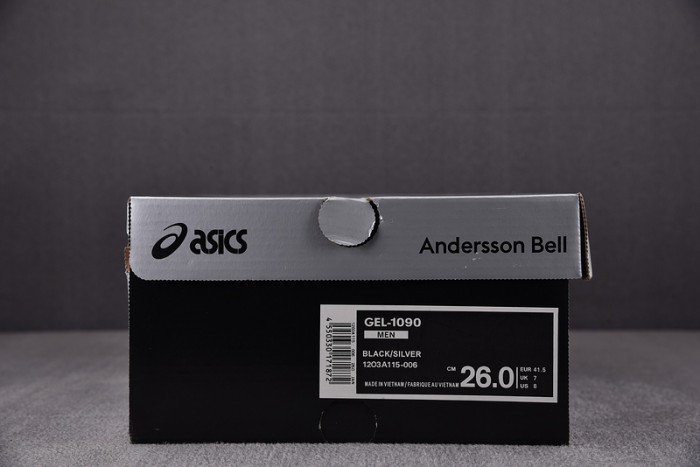 asics
Andersson Bell
GEL-1090
MEN
BLACK/SILVER
1203A115-006
MADE IN VIETNAM/FABRIQUE AU VIETNAM
CM 26.0
EUR 41.5
UK 7
US 8
4550330171872